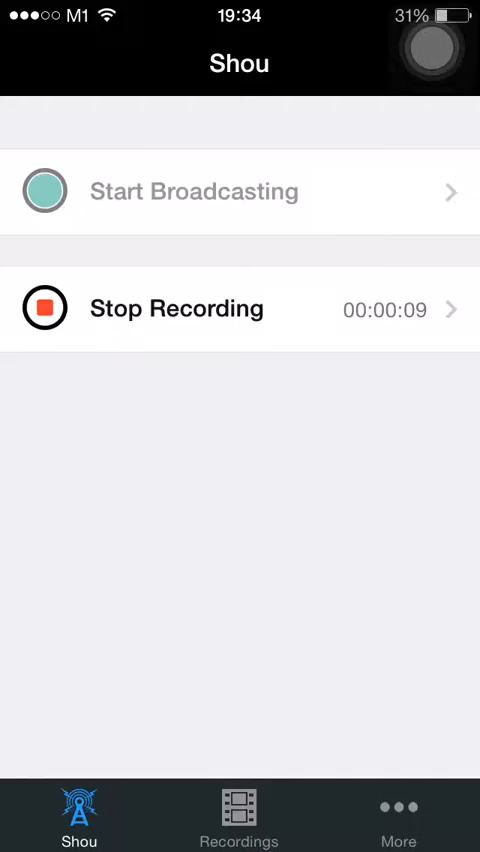 M1 19:34 31%
Shou
Start Broadcasting
Stop Recording 00:00:09
Shou Recordings More